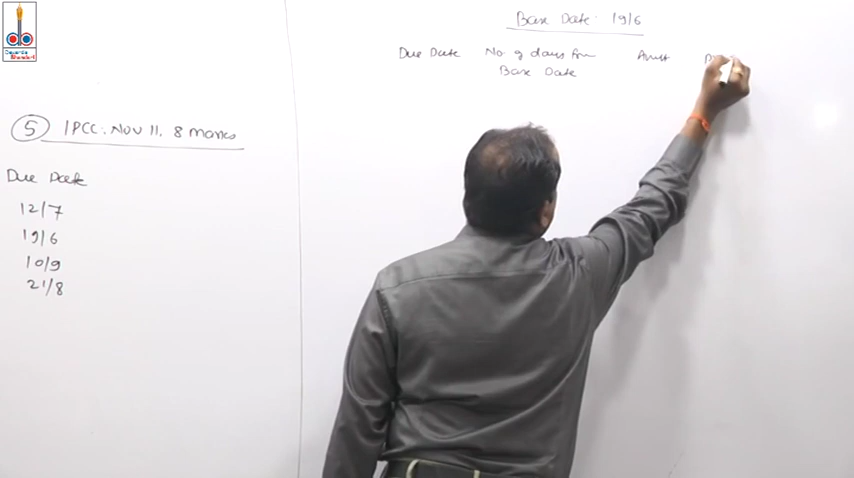 5 IPCC. Nov 11. 8 marks
Due Date
12/7
19/6
10/9
21/8
Base Date: 19/6
Due Date No. of days from Base Date Amt